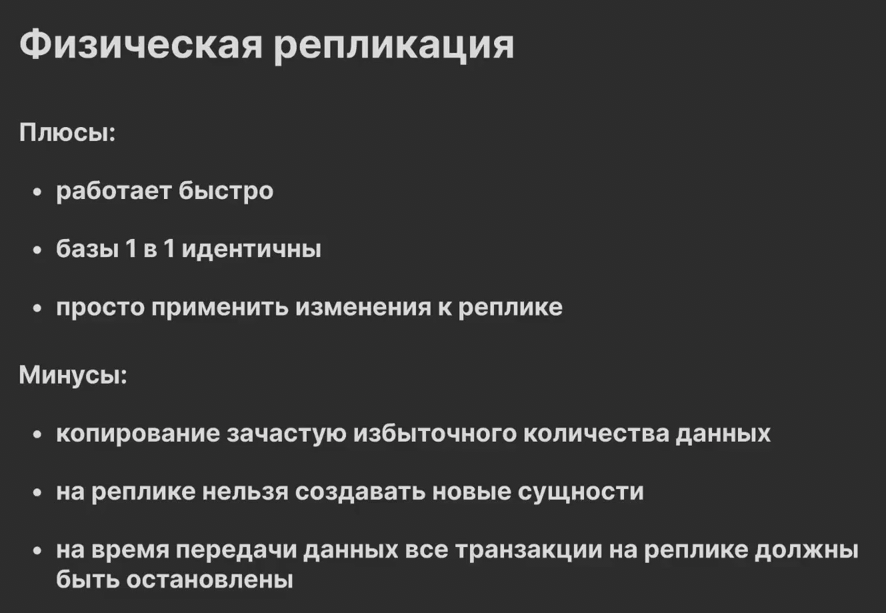 Физическая репликация
Плюсы:
• работает быстро
• базы 1 в 1 идентичны
• просто применить изменения к реплике
Минусы:
• копирование зачастую избыточного количества данных
• на реплике нельзя создавать новые сущности
• на время передачи данных все транзакции на реплике должны
быть остановлены